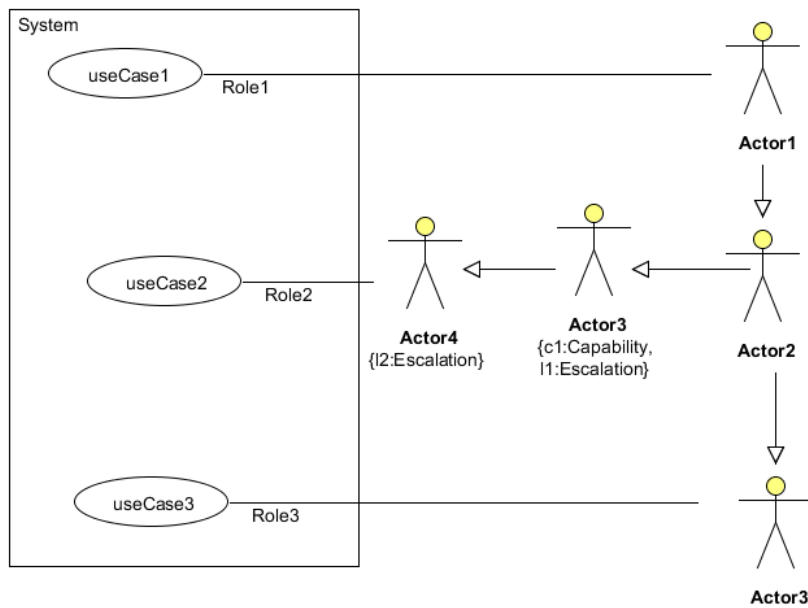 System
useCase1
Role1
Actor1
useCase2
Role2
Actor4
{l2:Escalation}
Actor3
{c1:Capability,
l1:Escalation}
Actor2
useCase3
Role3
Actor3